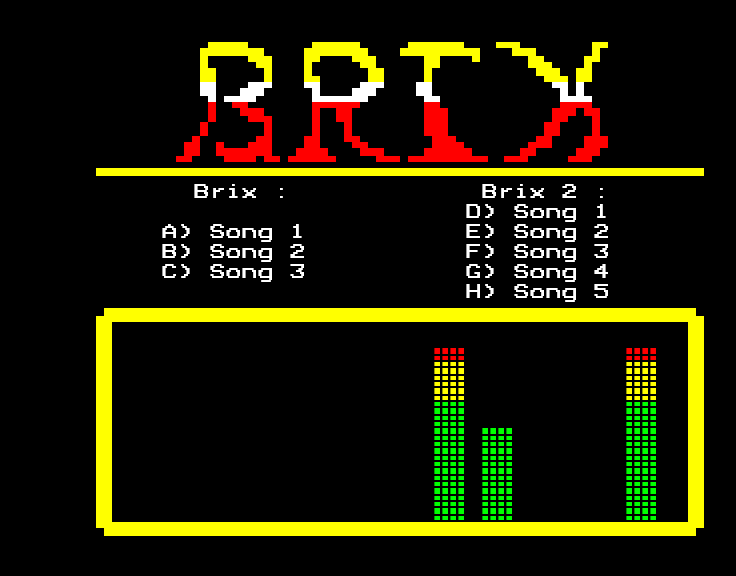 BRIX
Brix :
A) Song 1
B) Song 2
C) Song 3
Brix 2 :
D) Song 1
E) Song 2
F) Song 3
G) Song 4
H) Song 5